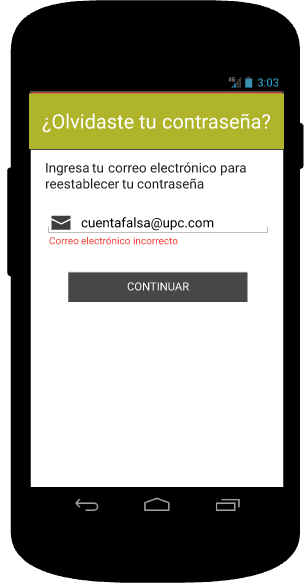 4G 3:03
¿Olvidaste tu contraseña?
Ingresa tu correo electrónico para
reestablecer tu contraseña
cuentafalsa@upc.com
Correo electrónico incorrecto
CONTINUAR